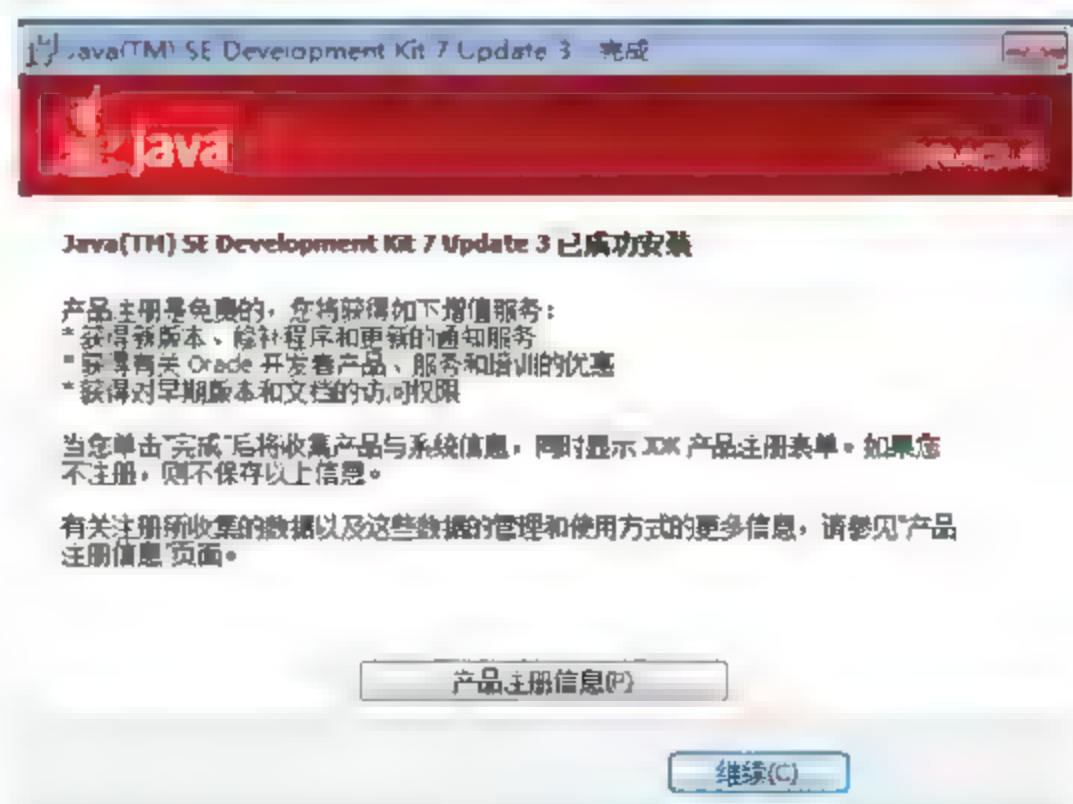 Java(TM) SE Development Kit 7 Update 3 - 完成
Java
Java(TM) SE Development Kit 7 Update 3 已成功安装
产品注册是免费的，您将获得如下增值服务：
* 获得新版本、修补程序和更新的通知服务
* 获得有关 Oracle 开发者产品、服务和培训的优惠
* 获得对早期版本和文档的访问权限
当您单击"完成"后将收集产品与系统信息，同时显示 JDK 产品注册表单。如果您
不注册，则不保存以上信息。
有关注册所收集的数据以及这些数据的管理和使用方式的更多信息，请参见"产品
注册信息"页面。
产品注册信息(P)
继续(C)